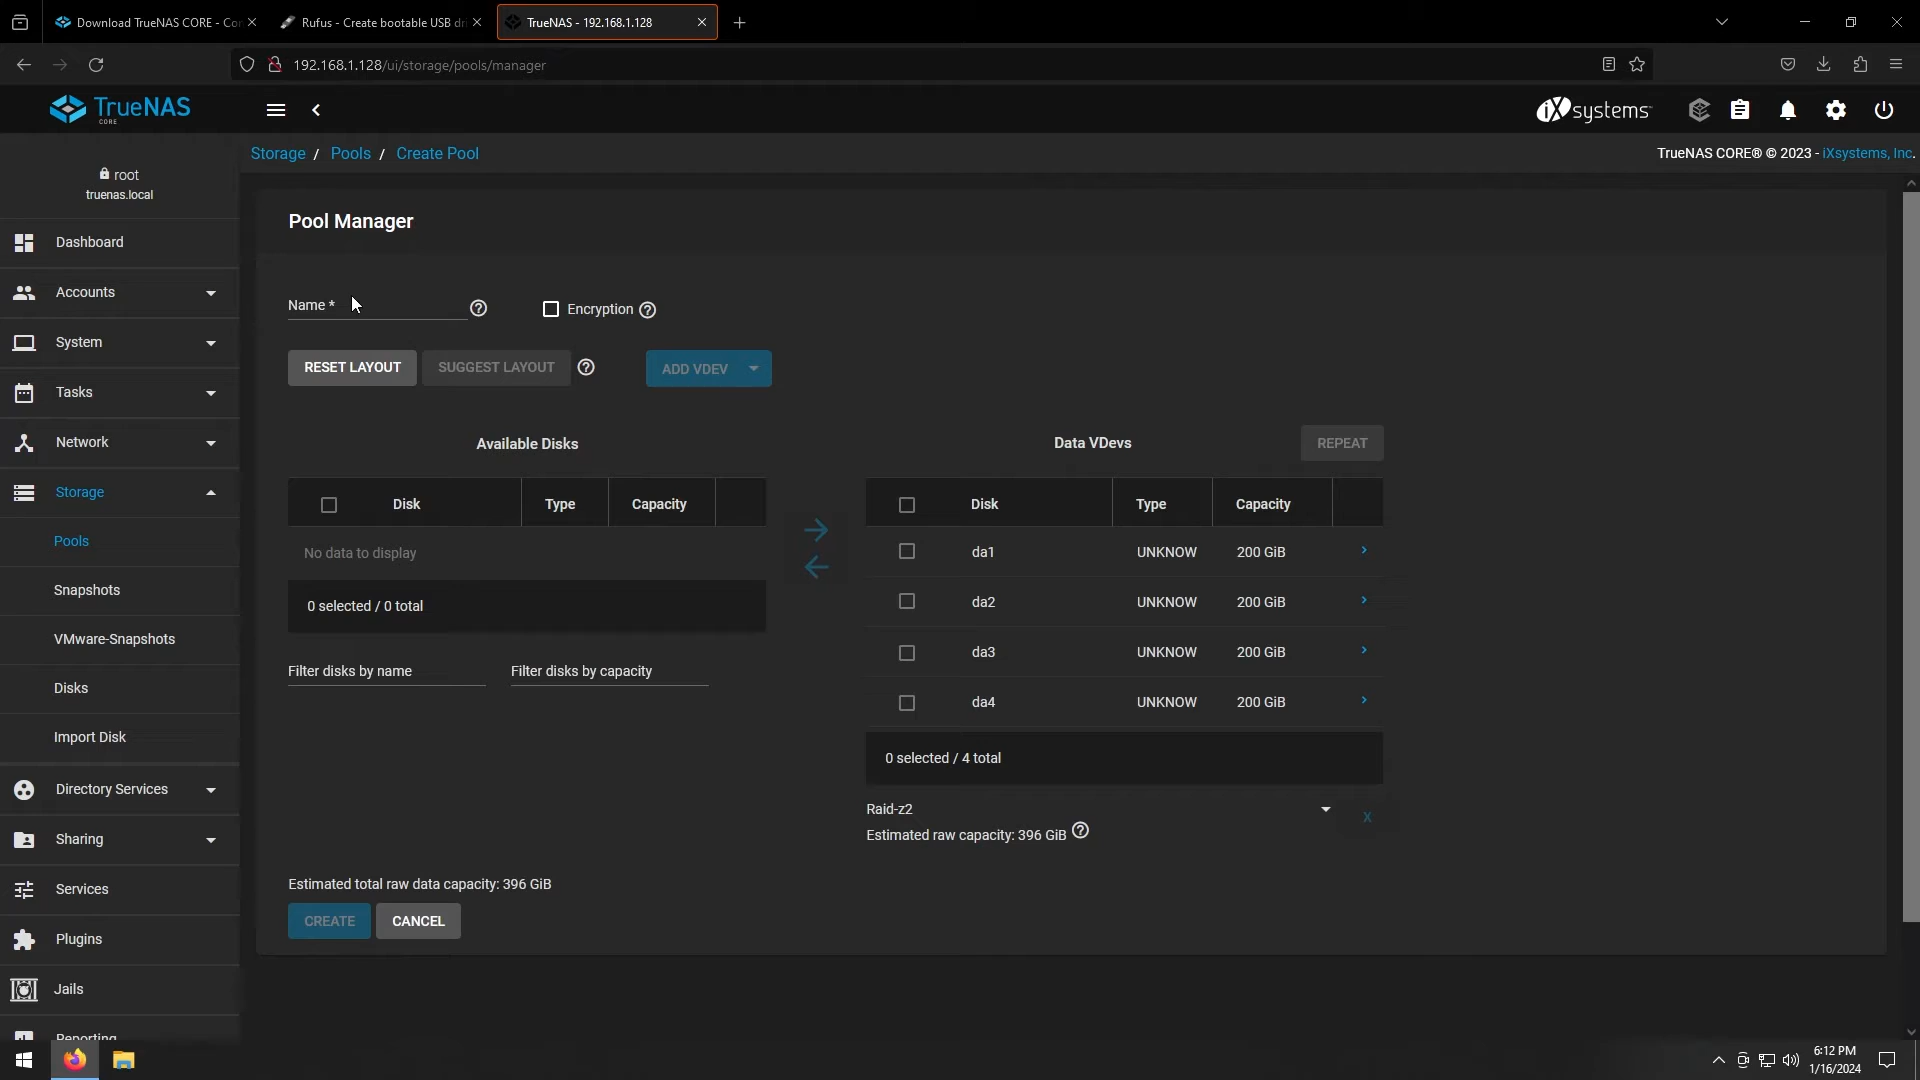 Download TrueNAS CORE - Cor
Rufus - Create bootable USB dri
TrueNAS - 192.168.1.128
192.168.1.128/ui/storage/pools/manager
TrueNAS
CORE
iXsystems
Storage / Pools / Create Pool
TrueNAS CORE® © 2023 - iXsystems, Inc.
root
truenas.local
Dashboard
Accounts
System
Tasks
Network
Storage
Pools
Snapshots
VMware-Snapshots
Disks
Import Disk
Directory Services
Sharing
Services
Plugins
Jails
Reporting
Pool Manager
Name *
Encryption
RESET LAYOUT
SUGGEST LAYOUT
ADD VDEV
Available Disks
Disk Type Capacity
No data to display
0 selected / 0 total
Filter disks by name
Filter disks by capacity
Data VDevs
REPEAT
Disk Type Capacity
da1 UNKNOW 200 GiB
da2 UNKNOW 200 GiB
da3 UNKNOW 200 GiB
da4 UNKNOW 200 GiB
0 selected / 4 total
Raid-z2
X
Estimated raw capacity: 396 GiB
Estimated total raw data capacity: 396 GiB
CREATE
CANCEL
6:12 PM
1/16/2024